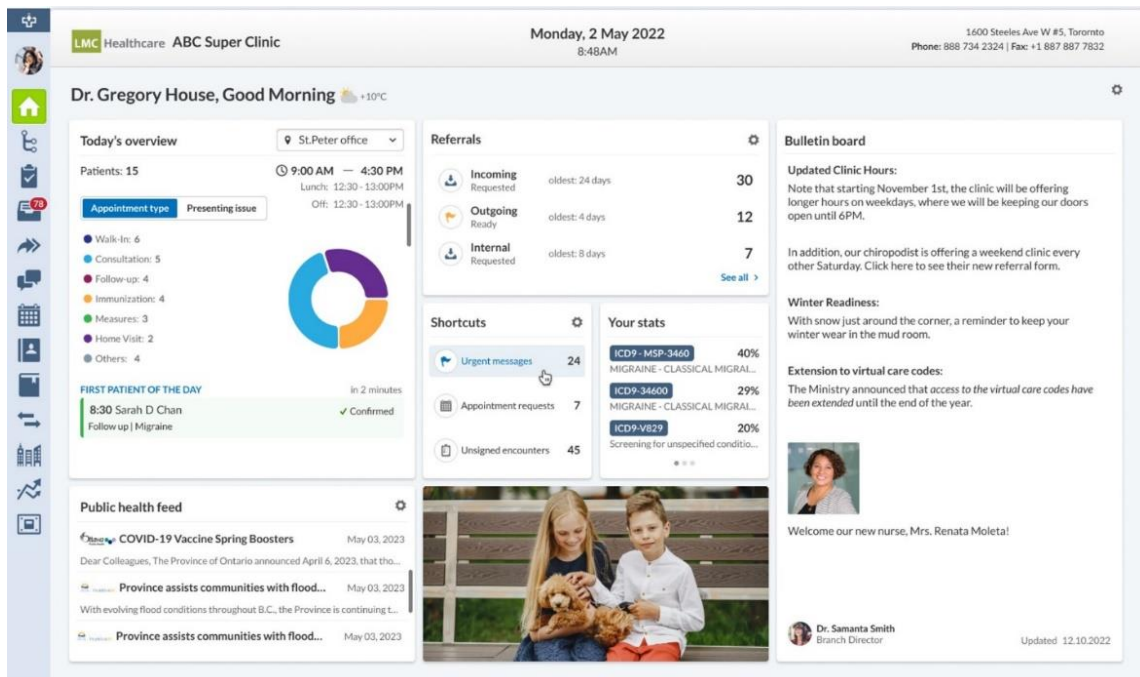 LMC Healthcare ABC Super Clinic
Monday, 2 May 2022
8:48AM
1600 Steeles Ave W #5, Torornto
Phone: 888 734 2324 | Fax: +1 887 887 7832
Dr. Gregory House, Good Morning +10°C
78
Today's overview
St.Peter office
Patients: 15
9:00 AM — 4:30 PM
Lunch: 12:30 - 13:00PM
Off: 12:30 - 13:00PM
Appointment type Presenting issue
Walk-In: 6
Consultation: 5
Follow-up: 4
Immunization: 4
Measures: 3
Home Visit: 2
Others: 4
FIRST PATIENT OF THE DAY in 2 minutes
8:30 Sarah D Chan
Confirmed
Follow up | Migraine
Public health feed
COVID-19 Vaccine Spring Boosters May 03, 2023
Dear Colleagues, The Province of Ontario announced April 6, 2023, that tho...
Province assists communities with flood... May 03, 2023
With evolving flood conditions throughout B.C., the Province is continuing t...
Province assists communities with flood... May 03, 2023
Referrals
Incoming
Requested
oldest: 24 days
30
Outgoing
Ready
oldest: 4 days
12
Internal
Requested
oldest: 8 days
7
See all >
Shortcuts
Urgent messages 24
Appointment requests 7
Unsigned encounters 45
Your stats
ICD9 - MSP-3460 40%
MIGRAINE - CLASSICAL MIGRAI...
ICD9-34600 29%
MIGRAINE - CLASSICAL MIGRAI...
ICD9-V829 20%
Screening for unspecified conditio...
Bulletin board
Updated Clinic Hours:
Note that starting November 1st, the clinic will be offering
longer hours on weekdays, where we will be keeping our doors
open until 6PM.
In addition, our chiropodist is offering a weekend clinic every
other Saturday. Click here to see their new referral form.
Winter Readiness:
With snow just around the corner, a reminder to keep your
winter wear in the mud room.
Extension to virtual care codes:
The Ministry announced that access to the virtual care codes have
been extended until the end of the year.
Welcome our new nurse, Mrs. Renata Moleta!
Dr. Samanta Smith
Branch Director
Updated 12.10.2022